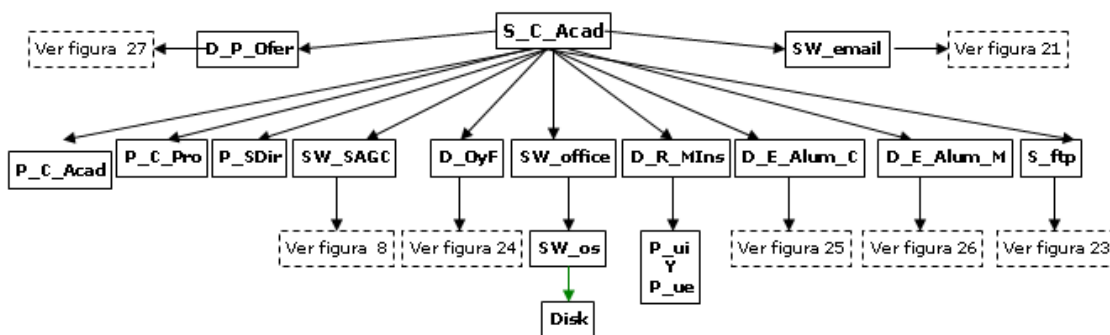 S_C_Acad
Ver figura 27
D_P_Ofer
SW_email
Ver figura 21
P_C_Acad
P_C_Pro
P_SDir
SW_SAGC
D_OyF
SW_office
D_R_MIns
D_E_Alum_C
D_E_Alum_M
S_ftp
Ver figura 8
Ver figura 24
SW_os
P_ui
Y
P_ue
Ver figura 25
Ver figura 26
Ver figura 23
Disk